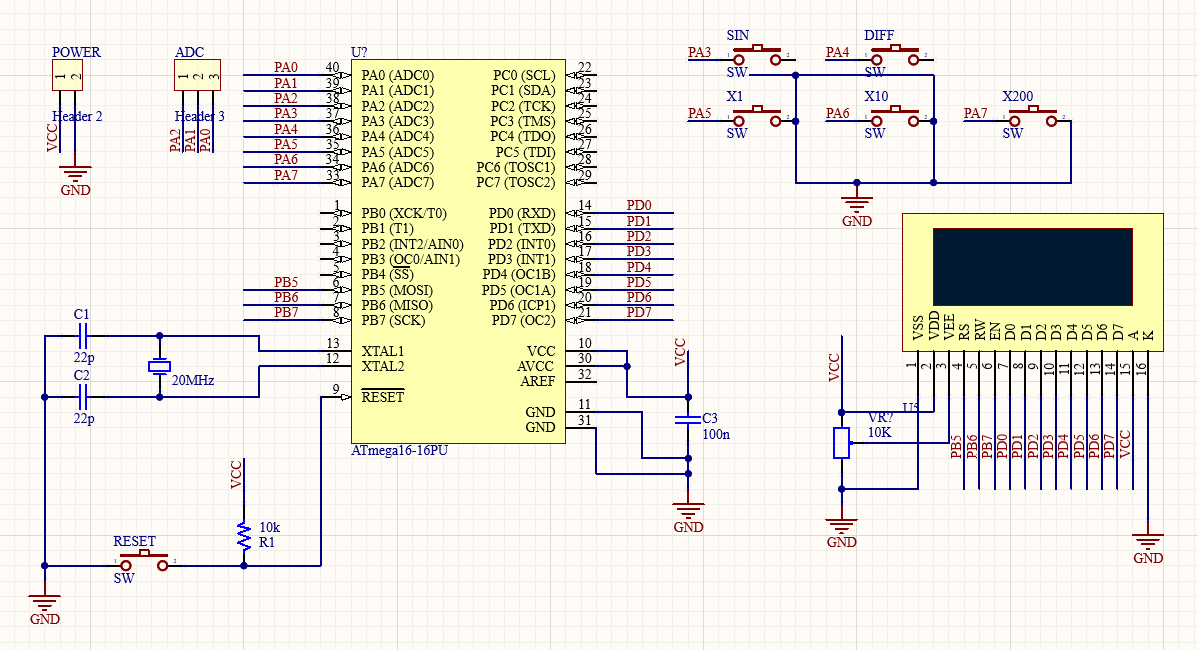 POWER
1 2
Header 2
VCC
GND
ADC
1 2 3
Header 3
PA2 PA1 PA0
U?
PA0 40 PA0 (ADC0)
PA1 39 PA1 (ADC1)
PA2 38 PA2 (ADC2)
PA3 37 PA3 (ADC3)
PA4 36 PA4 (ADC4)
PA5 35 PA5 (ADC5)
PA6 34 PA6 (ADC6)
PA7 33 PA7 (ADC7)
1 PB0 (XCK/T0)
2 PB1 (T1)
3 PB2 (INT2/AIN0)
4 PB3 (OC0/AIN1)
5 PB4 (SS)
PB5 6 PB5 (MOSI)
PB6 7 PB6 (MISO)
PB7 8 PB7 (SCK)
13 XTAL1
12 XTAL2
9 RESET
PC0 (SCL) 22
PC1 (SDA) 23
PC2 (TCK) 24
PC3 (TMS) 25
PC4 (TDO) 26
PC5 (TDI) 27
PC6 (TOSC1) 28
PC7 (TOSC2) 29
PD0 (RXD) 14 PD0
PD1 (TXD) 15 PD1
PD2 (INT0) 16 PD2
PD3 (INT1) 17 PD3
PD4 (OC1B) 18 PD4
PD5 (OC1A) 19 PD5
PD6 (ICP1) 20 PD6
PD7 (OC2) 21 PD7
VCC 10
AVCC 30
AREF 32
GND 11
GND 31
ATmega16-16PU
C1
22p
C2
22p
20MHz
VCC
10k
R1
RESET
1 2
SW
GND
VCC
C3
100n
GND
SIN
PA3 1 2
SW
DIFF
PA4 1 2
SW
X1
PA5 1 2
SW
X10
PA6 1 2
SW
X200
PA7 1 2
SW
GND
VSS VDD VEE RS RW EN D0 D1 D2 D3 D4 D5 D6 D7 A K
1 2 3 4 5 6 7 8 9 10 11 12 13 14 15 16
VCC
VR?
10K
PB5 PB6 PB7 PD0 PD1 PD2 PD3 PD4 PD5 PD6 PD7 VCC
GND
GND